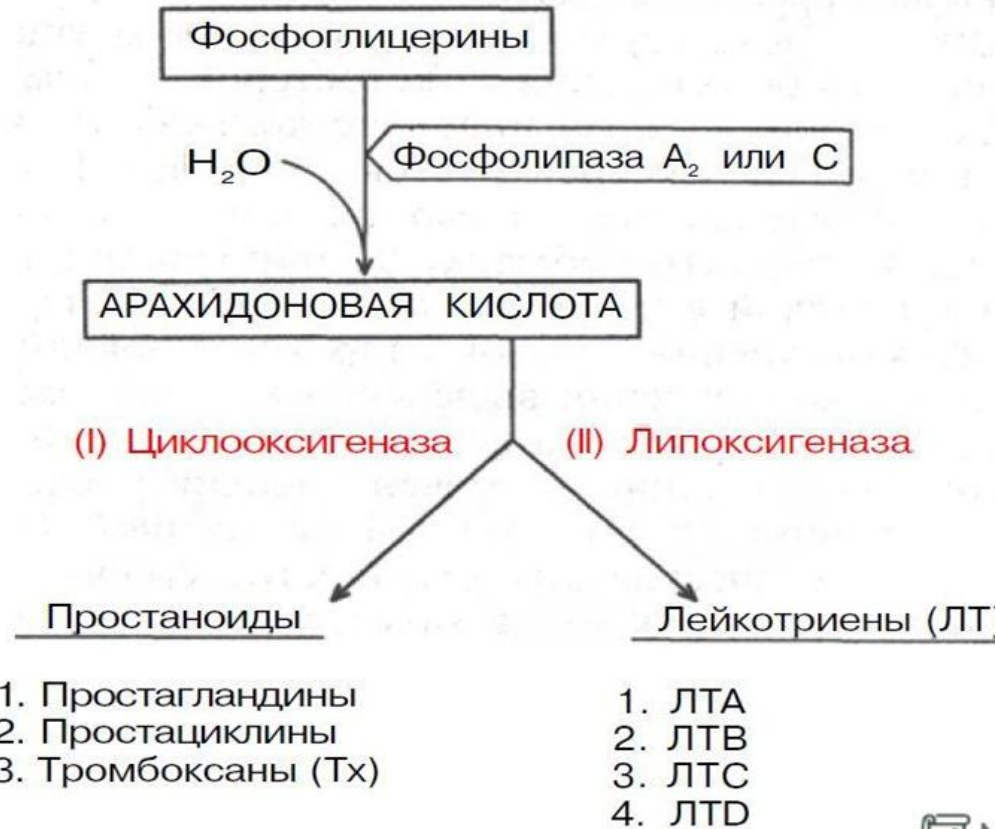 Фосфоглицерины
H₂O
Фосфолипаза A₂ или C
АРАХИДОНОВАЯ КИСЛОТА
(I) Циклооксигеназа
(II) Липоксигеназа
Простаноиды
1. Простагландины
2. Простациклины
3. Тромбоксаны (Тх)
Лейкотриены (ЛТ)
1. ЛТА
2. ЛТВ
3. ЛТС
4. ЛТD